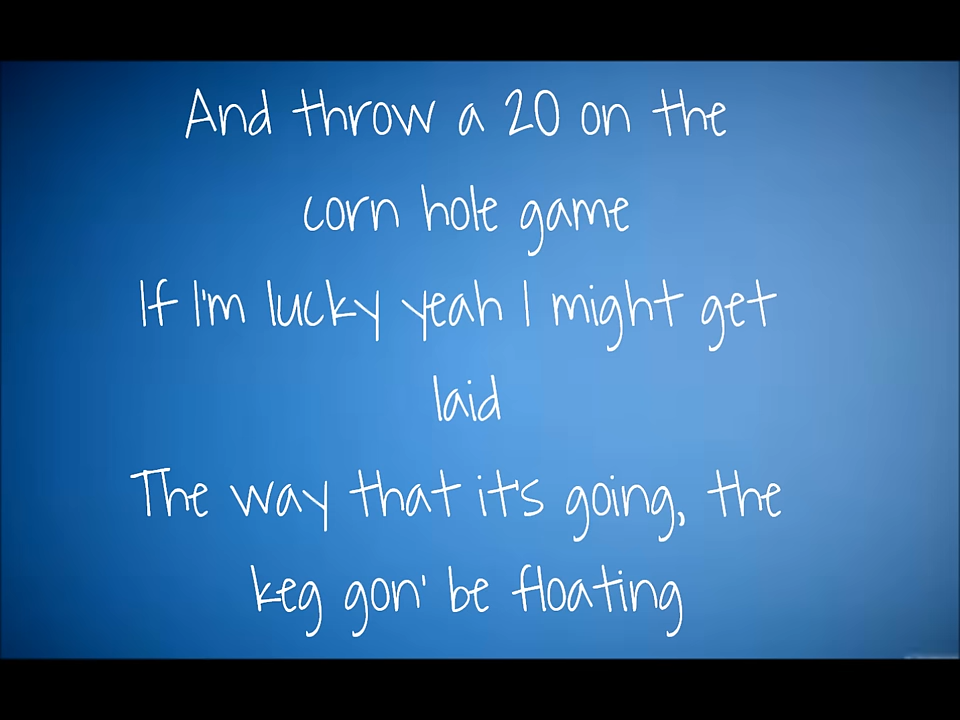 And throw a 20 on the
corn hole game
If I'm lucky yeah I might get
laid
The way that it's going, the
keg gon' be floating